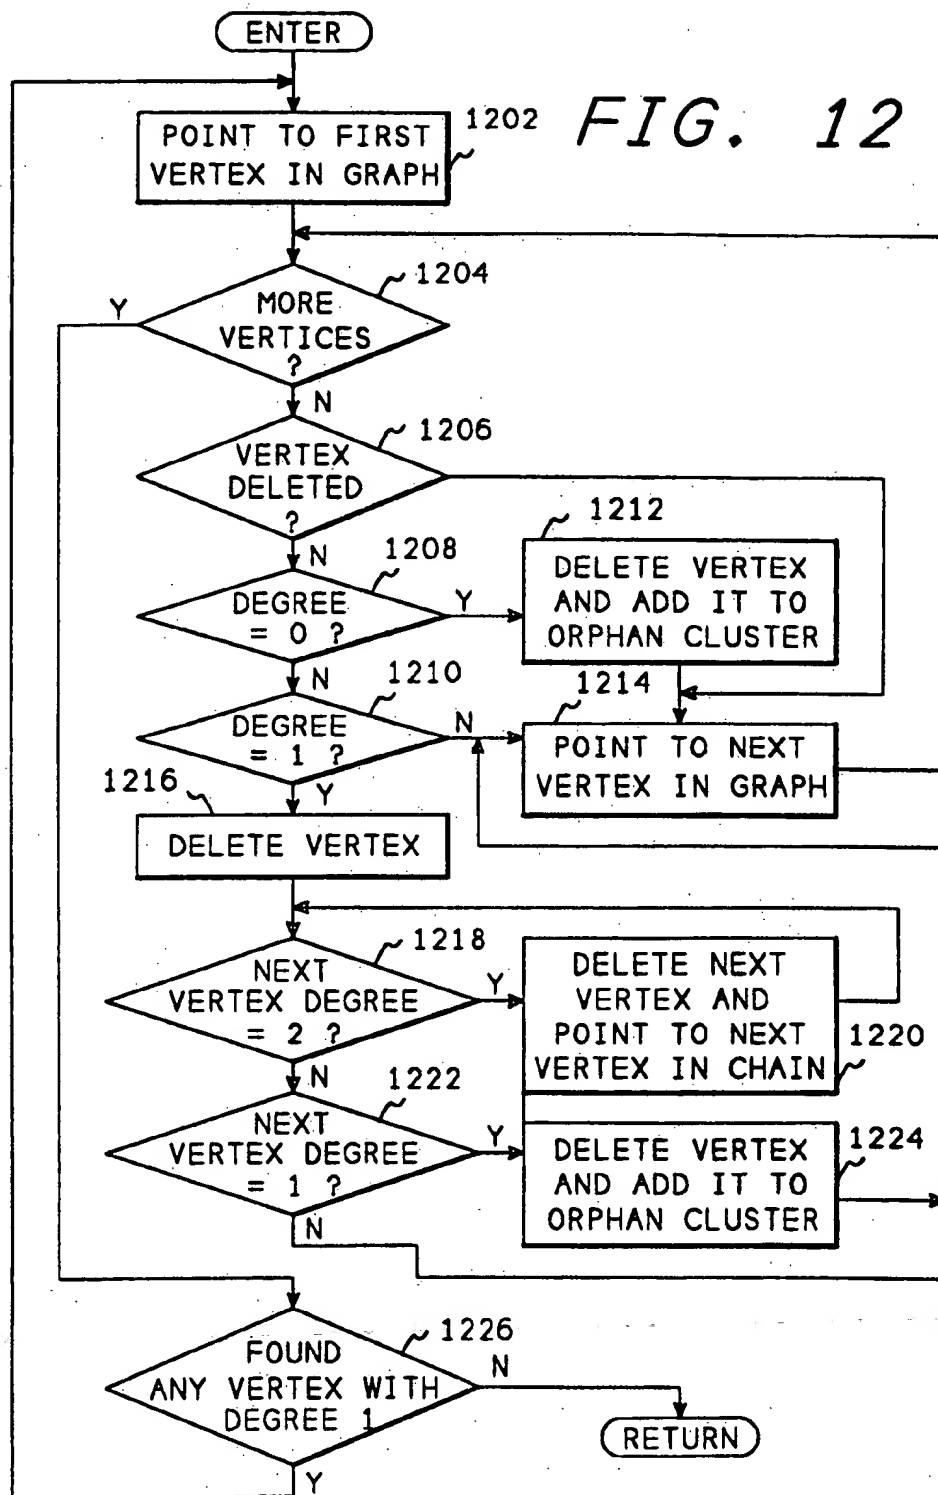 ENTER
FIG. 12
1202
POINT TO FIRST
VERTEX IN GRAPH
1204
Y
MORE
VERTICES
?
N
1206
VERTEX
DELETED
?
N
1208
DEGREE
= 0 ?
Y
1212
DELETE VERTEX
AND ADD IT TO
ORPHAN CLUSTER
N
1210
DEGREE
= 1 ?
N
1214
POINT TO NEXT
VERTEX IN GRAPH
Y
1216
DELETE VERTEX
1218
NEXT
VERTEX DEGREE
= 2 ?
Y
DELETE NEXT
VERTEX AND
POINT TO NEXT
VERTEX IN CHAIN
1220
N
1222
NEXT
VERTEX DEGREE
= 1 ?
Y
DELETE VERTEX
AND ADD IT TO
ORPHAN CLUSTER
1224
N
1226
FOUND
ANY VERTEX WITH
DEGREE 1
N
RETURN
Y